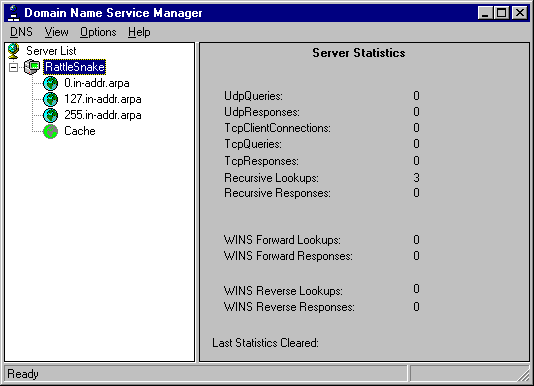 Domain Name Service Manager
DNS View Options Help
Server List
RattleSnake
0.in-addr.arpa
127.in-addr.arpa
255.in-addr.arpa
Cache
Server Statistics
UdpQueries: 0
UdpResponses: 0
TcpClientConnections: 0
TcpQueries: 0
TcpResponses: 0
Recursive Lookups: 3
Recursive Responses: 0
WINS Forward Lookups: 0
WINS Forward Responses: 0
WINS Reverse Lookups: 0
WINS Reverse Responses: 0
Last Statistics Cleared:
Ready